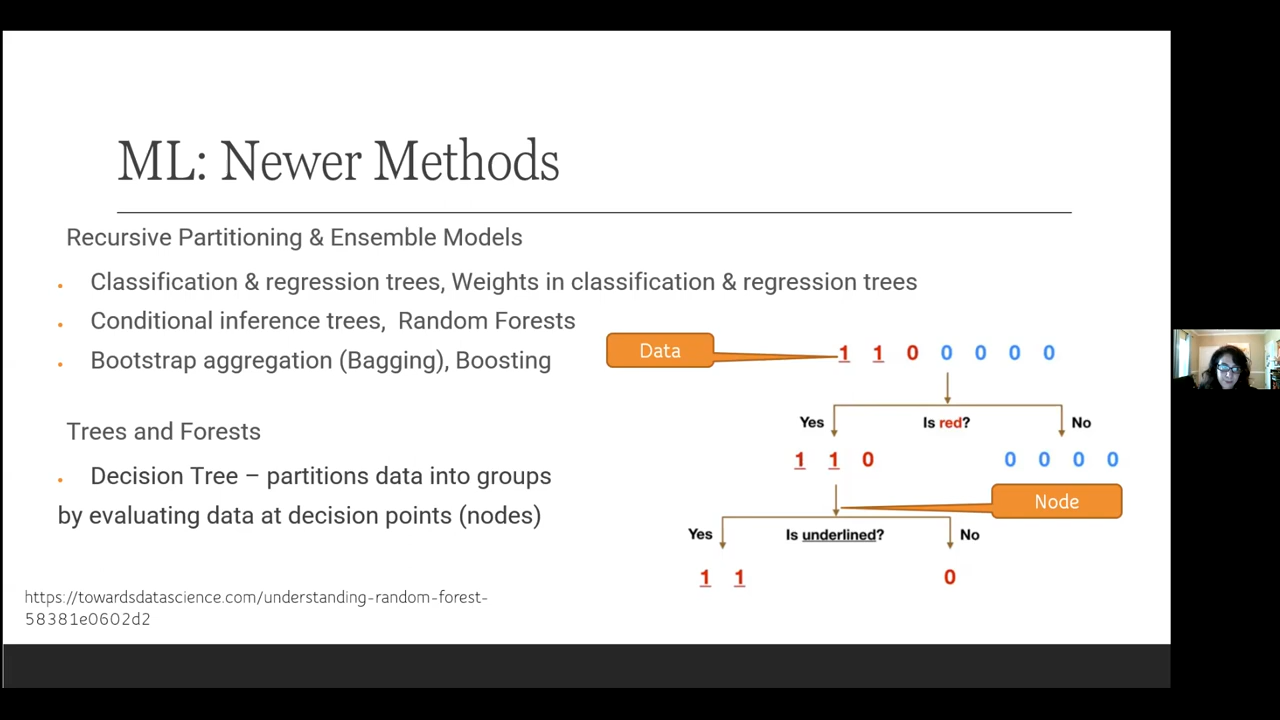 ML: Newer Methods
Recursive Partitioning & Ensemble Models
• Classification & regression trees, Weights in classification & regression trees
• Conditional inference trees, Random Forests
• Bootstrap aggregation (Bagging), Boosting
Data
1 1 0 0 0 0 0
Yes Is red? No
1 1 0 0 0 0 0
Node
Yes Is underlined? No
1 1 0
Trees and Forests
• Decision Tree – partitions data into groups
by evaluating data at decision points (nodes)
https://towardsdatascience.com/understanding-random-forest-
58381e0602d2